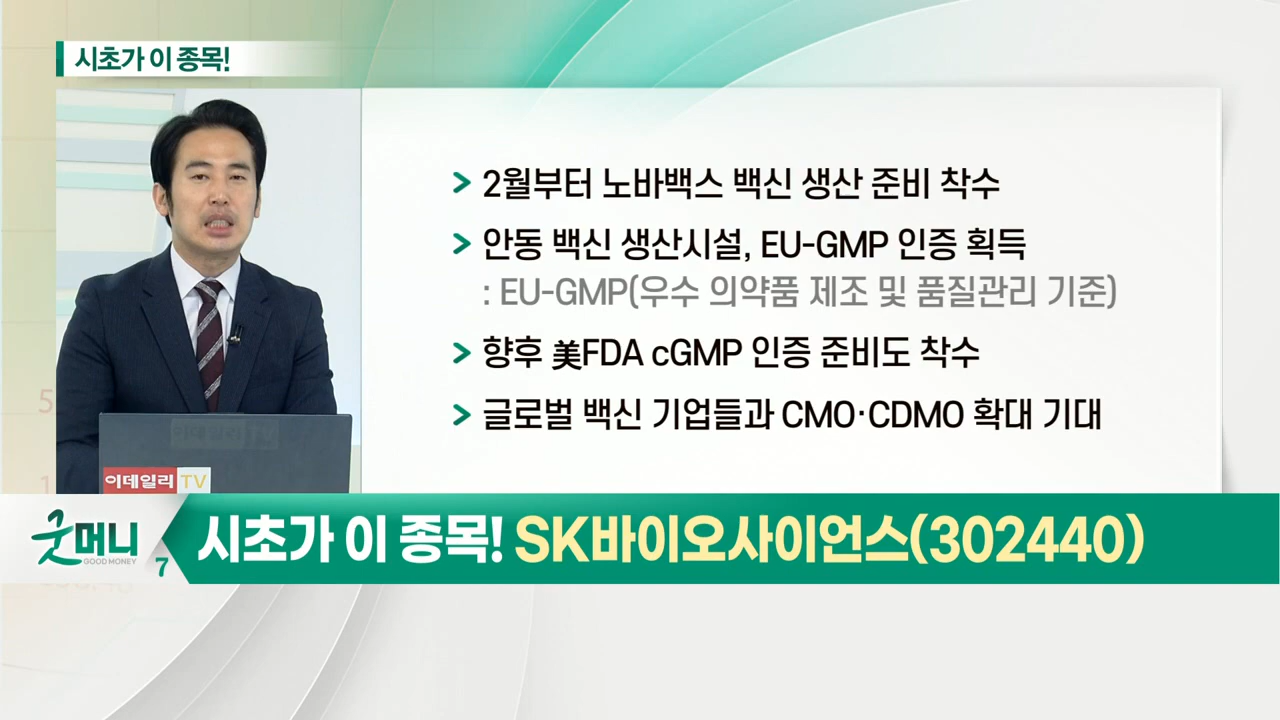 시초가 이 종목!
> 2월부터 노바백스 백신 생산 준비 착수
> 안동 백신 생산시설, EU-GMP 인증 획득
: EU-GMP(우수 의약품 제조 및 품질관리 기준)
> 향후 美FDA cGMP 인증 준비도 착수
> 글로벌 백신 기업들과 CMO·CDMO 확대 기대
이데일리 TV
굿머니
GOOD MONEY
7
시초가 이 종목! SK바이오사이언스(302440)